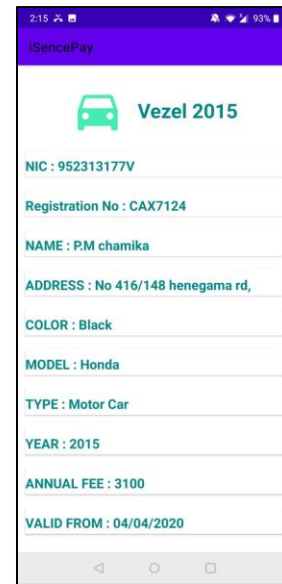 2:15
93%
iSencePay
Vezel 2015
NIC : 952313177V
Registration No : CAX7124
NAME : P.M chamika
ADDRESS : No 416/148 henegama rd,
COLOR : Black
MODEL : Honda
TYPE : Motor Car
YEAR : 2015
ANNUAL FEE : 3100
VALID FROM : 04/04/2020